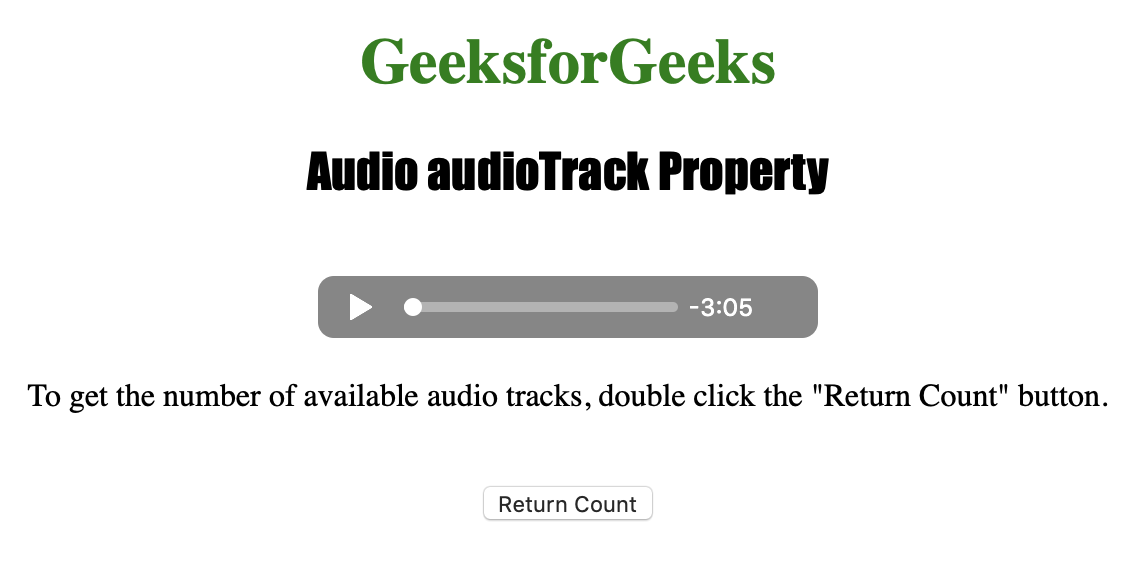 GeeksforGeeks
Audio audioTrack Property
-3:05
To get the number of available audio tracks, double click the "Return Count" button.
Return Count